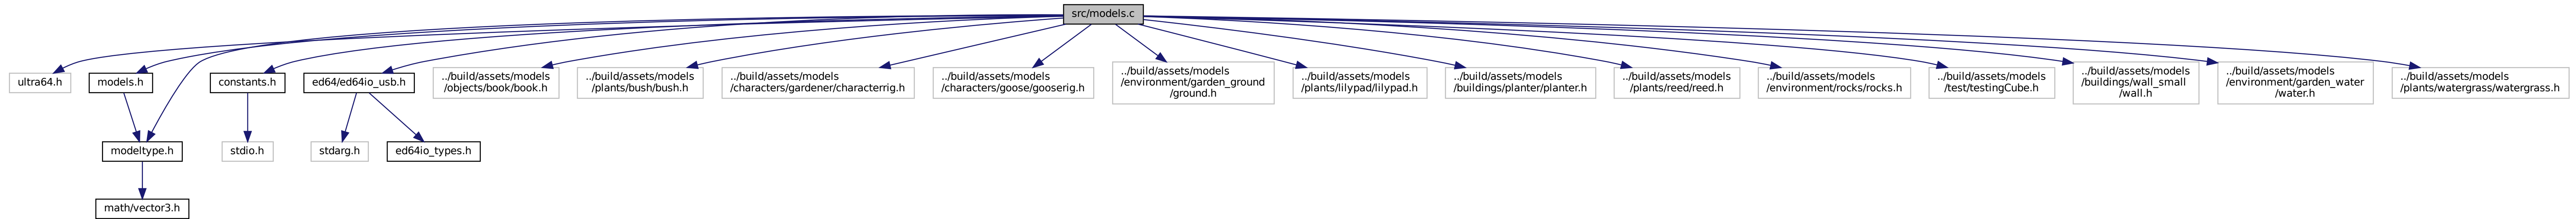 src/models.c
ultra64.h
models.h
constants.h
ed64/ed64io_usb.h
../build/assets/models
/objects/book/book.h
../build/assets/models
/plants/bush/bush.h
../build/assets/models
/characters/gardener/characterrig.h
../build/assets/models
/characters/goose/gooserig.h
../build/assets/models
/environment/garden_ground
/ground.h
../build/assets/models
/plants/lilypad/lilypad.h
../build/assets/models
/buildings/planter/planter.h
../build/assets/models
/plants/reed/reed.h
../build/assets/models
/environment/rocks/rocks.h
../build/assets/models
/test/testingCube.h
../build/assets/models
/buildings/wall_small
/wall.h
../build/assets/models
/environment/garden_water
/water.h
../build/assets/models
/plants/watergrass/watergrass.h
modeltype.h
stdio.h
stdarg.h
ed64io_types.h
math/vector3.h